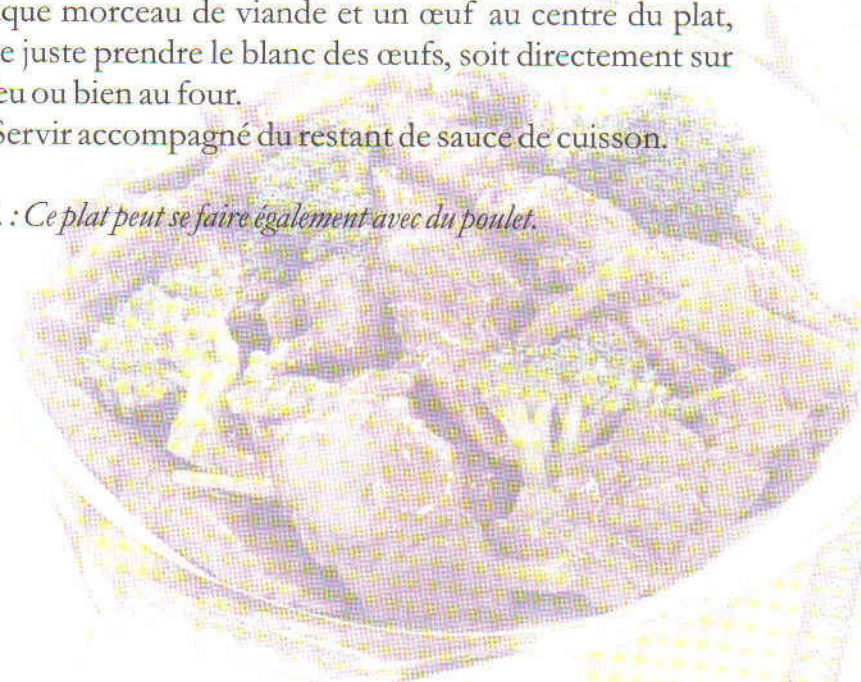 que morceau de viande et un œuf au centre du plat,
e juste prendre le blanc des œufs, soit directement sur
eu ou bien au four.
Servir accompagné du restant de sauce de cuisson.
. : Ce plat peut se faire également avec du poulet.